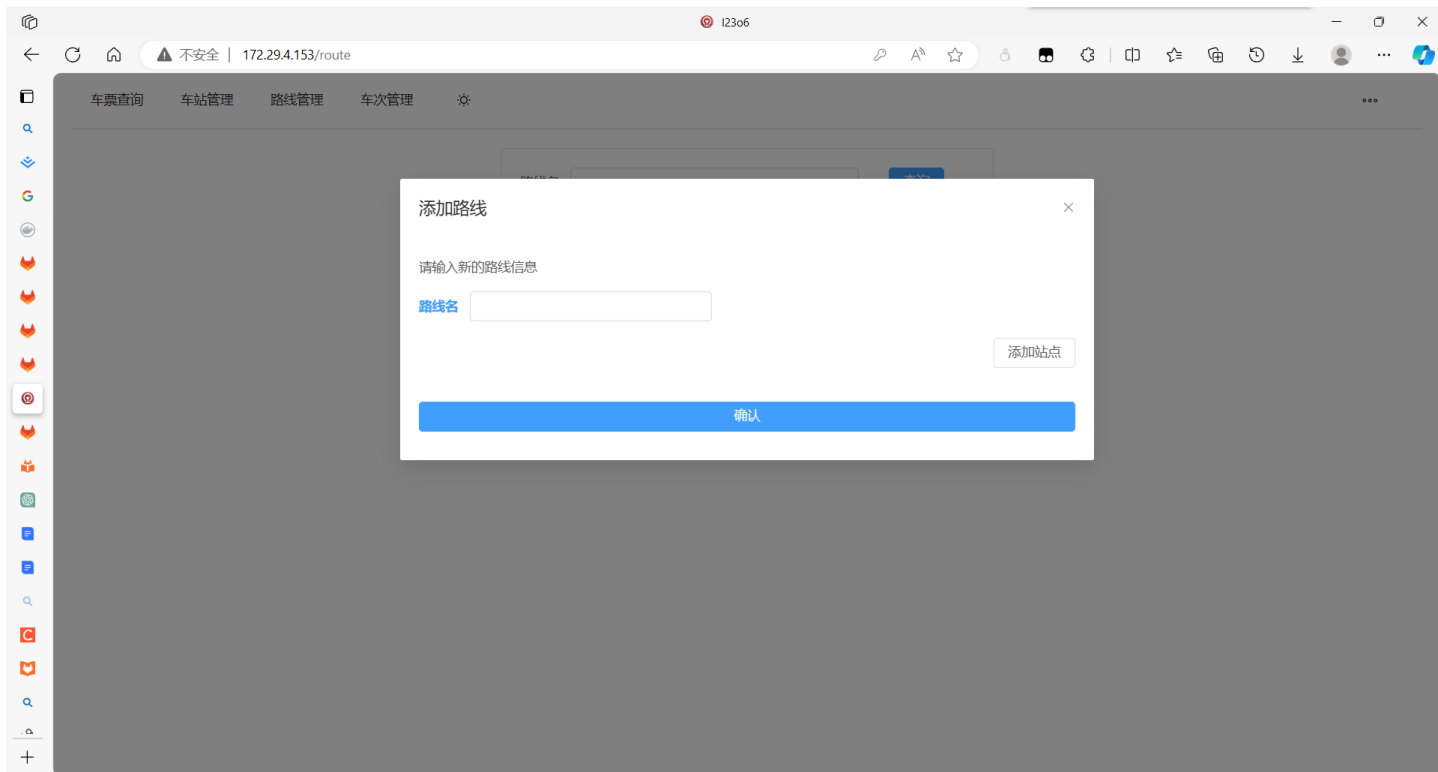 l23o6
不安全 | 172.29.4.153/route
车票查询 车站管理 路线管理 车次管理
添加路线
请输入新的路线信息
路线名
添加站点
确认